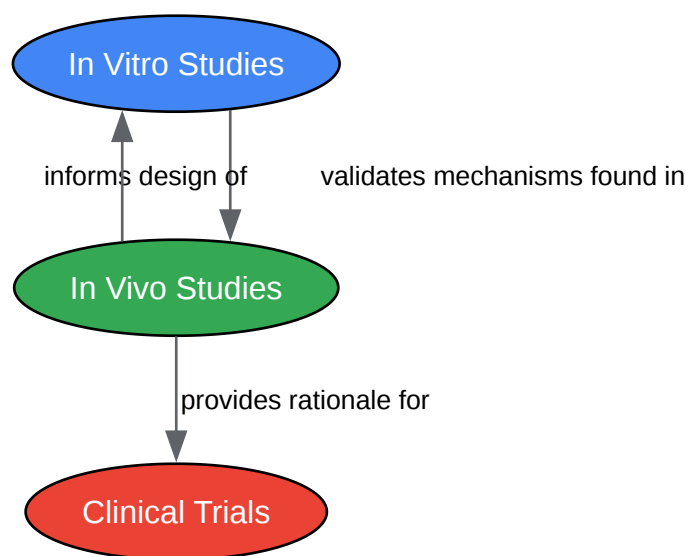 In Vitro Studies
informs design of
validates mechanisms found in
In Vivo Studies
provides rationale for
Clinical Trials